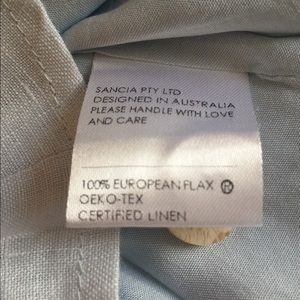 SANCIA PTY LTD
DESIGNED IN AUSTRALIA
PLEASE HANDLE WITH LOVE
AND CARE
100% EUROPEAN FLAX ®
OEKO-TEX
CERTIFIED LINEN